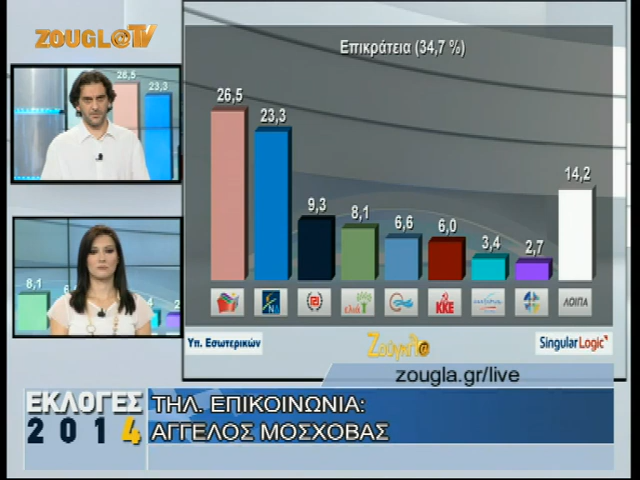 ZOUGL@TV
Επικράτεια (34,7 %)
26,5
23,3
9,3
8,1
6,6
6,0
3,4
2,7
14,2
26,5
23,3
8,1
ΚΚΕ
ΛΟΙΠΑ
Υπ. Εσωτερικών
Ζούγκλ@
SingularLogic
zougla.gr/live
ΕΚΛΟΓΕΣ
2014
ΤΗΛ. ΕΠΙΚΟΙΝΩΝΙΑ:
ΑΓΓΕΛΟΣ ΜΟΣΧΟΒΑΣ